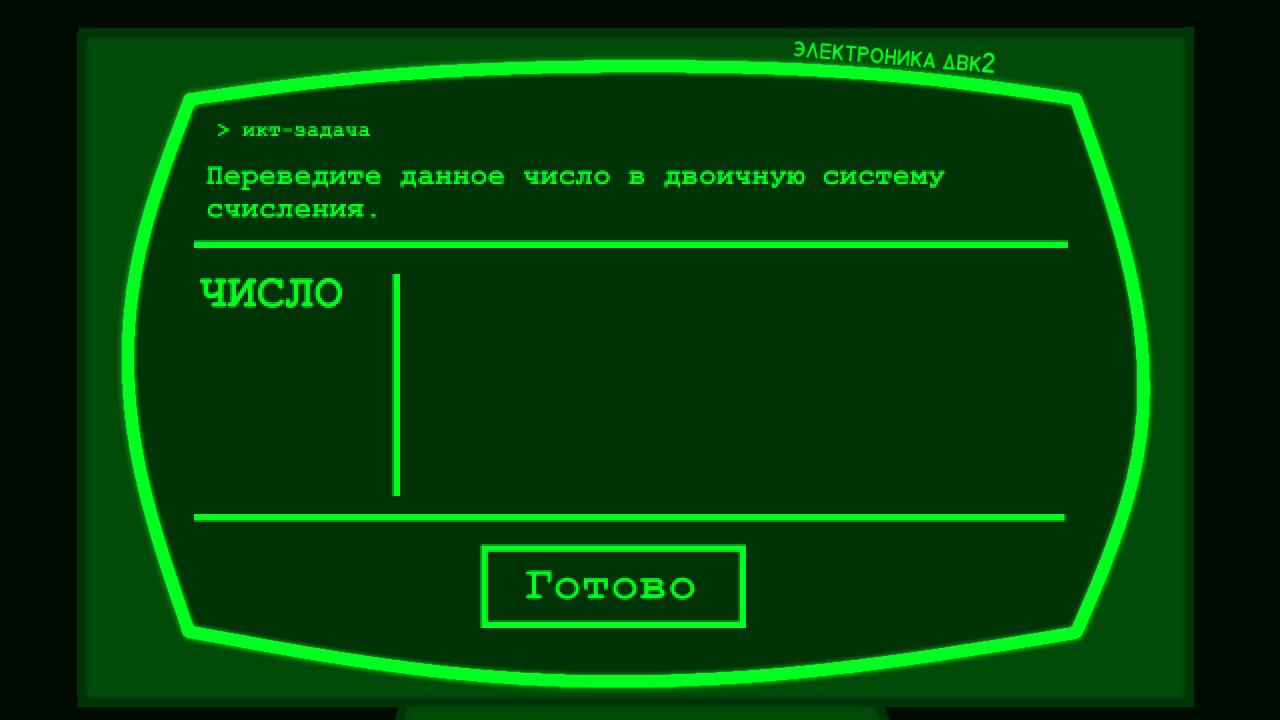 ЭЛЕКТРОНИКА ДВК2
> икт-задача
Переведите данное число в двоичную систему
счисления.
ЧИСЛО
Готово